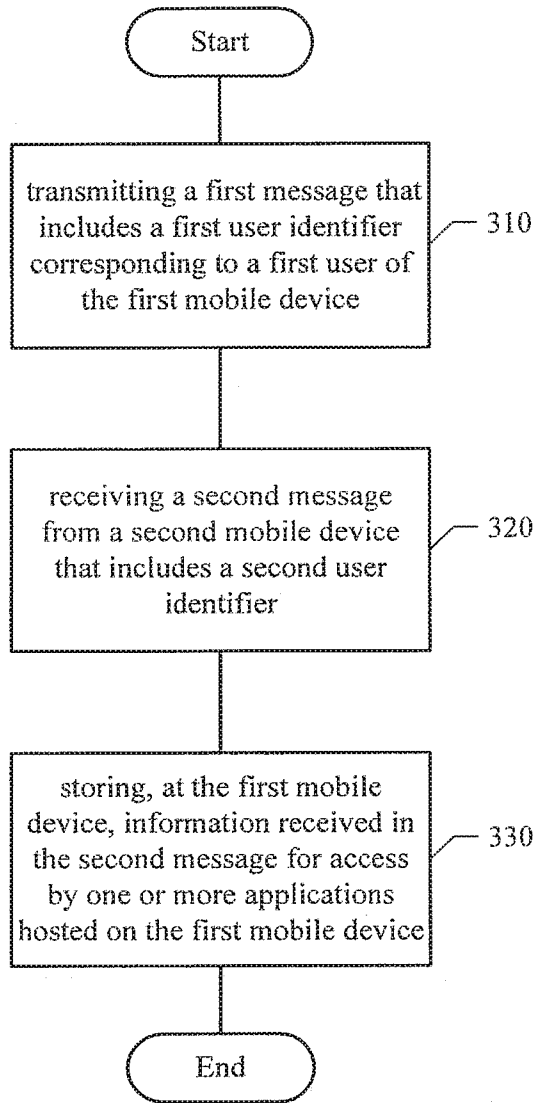 Start
transmitting a first message that
includes a first user identifier
corresponding to a first user of
the first mobile device
310
receiving a second message
from a second mobile device
that includes a second user
identifier
320
storing, at the first mobile
device, information received in
the second message for access
by one or more applications
hosted on the first mobile device
330
End